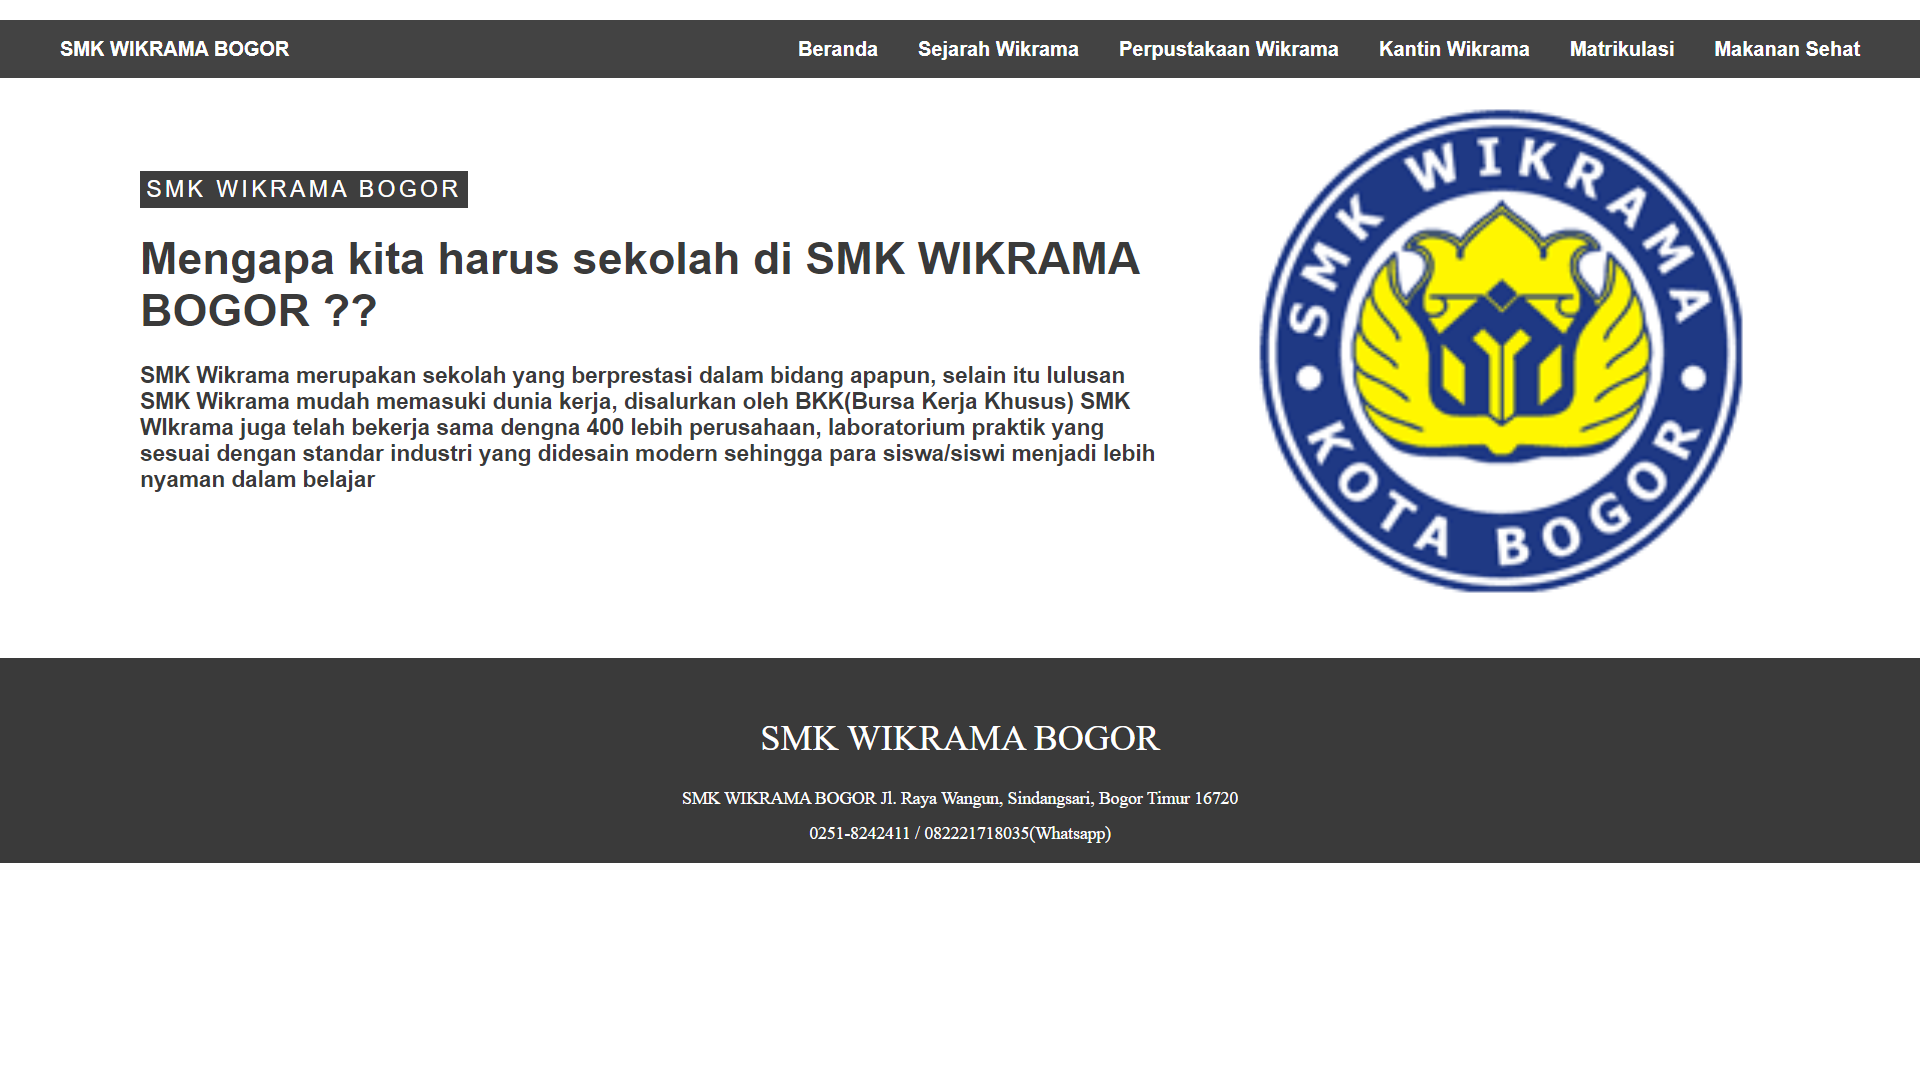 SMK WIKRAMA BOGOR
Beranda
Sejarah Wikrama
Perpustakaan Wikrama
Kantin Wikrama
Matrikulasi
Makanan Sehat
SMK WIKRAMA BOGOR
Mengapa kita harus sekolah di SMK WIKRAMA
BOGOR ??
SMK Wikrama merupakan sekolah yang berprestasi dalam bidang apapun, selain itu lulusan
SMK Wikrama mudah memasuki dunia kerja, disalurkan oleh BKK(Bursa Kerja Khusus) SMK
WIkrama juga telah bekerja sama dengna 400 lebih perusahaan, laboratorium praktik yang
sesuai dengan standar industri yang didesain modern sehingga para siswa/siswi menjadi lebih
nyaman dalam belajar
SMK WIKRAMA
KOTA BOGOR
SMK WIKRAMA BOGOR
SMK WIKRAMA BOGOR Jl. Raya Wangun, Sindangsari, Bogor Timur 16720
0251-8242411 / 082221718035(Whatsapp)